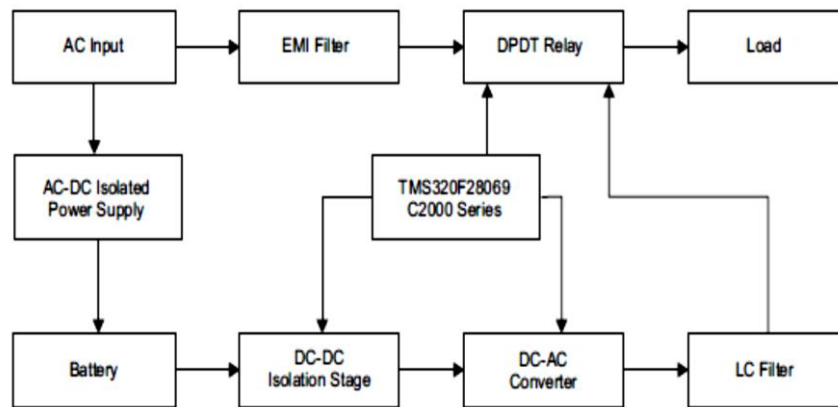 AC Input
EMI Filter
DPDT Relay
Load
AC-DC Isolated
Power Supply
TMS320F28069
C2000 Series
Battery
DC-DC
Isolation Stage
DC-AC
Converter
LC Filter